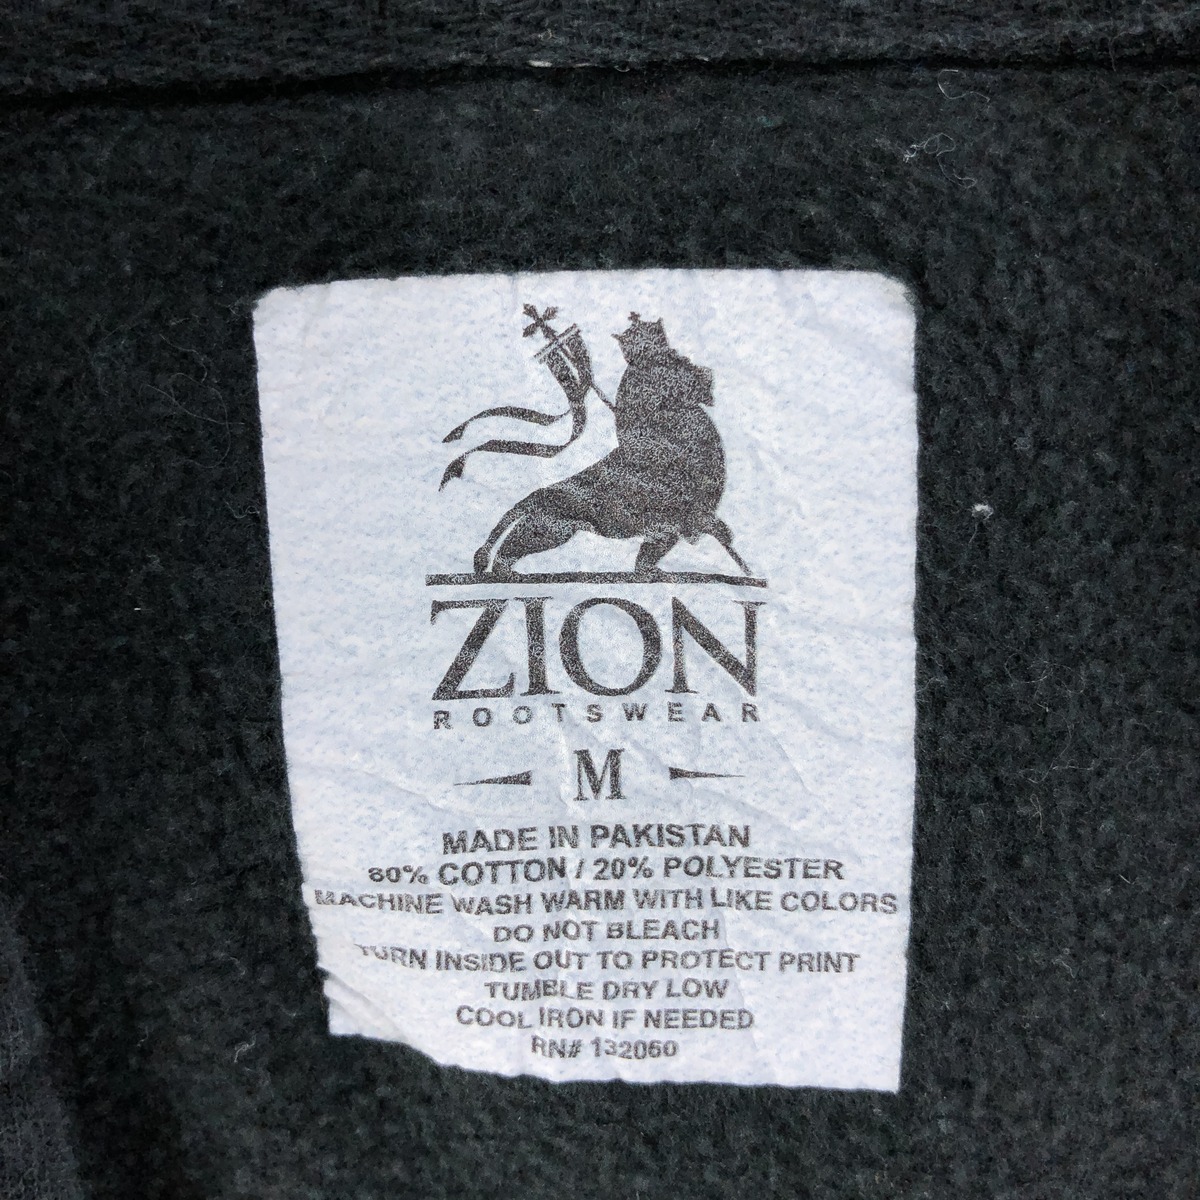 ZION
ROOTSWEAR
M
MADE IN PAKISTAN
80% COTTON / 20% POLYESTER
MACHINE WASH WARM WITH LIKE COLORS
DO NOT BLEACH
TURN INSIDE OUT TO PROTECT PRINT
TUMBLE DRY LOW
COOL IRON IF NEEDED
RN# 132060